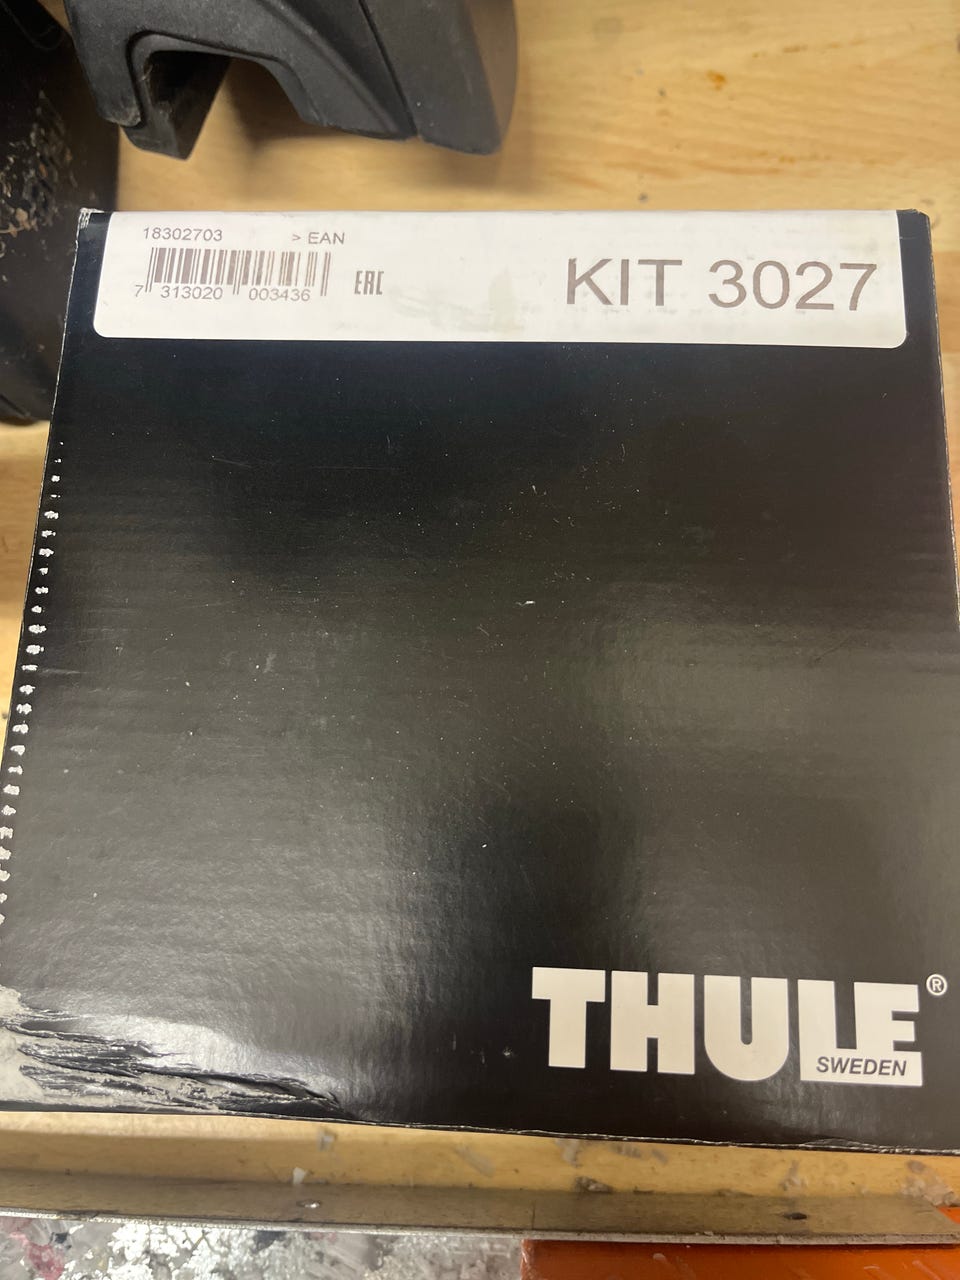 18302703 > EAN
7 313020 003436 EAC
KIT 3027
THULE®
SWEDEN